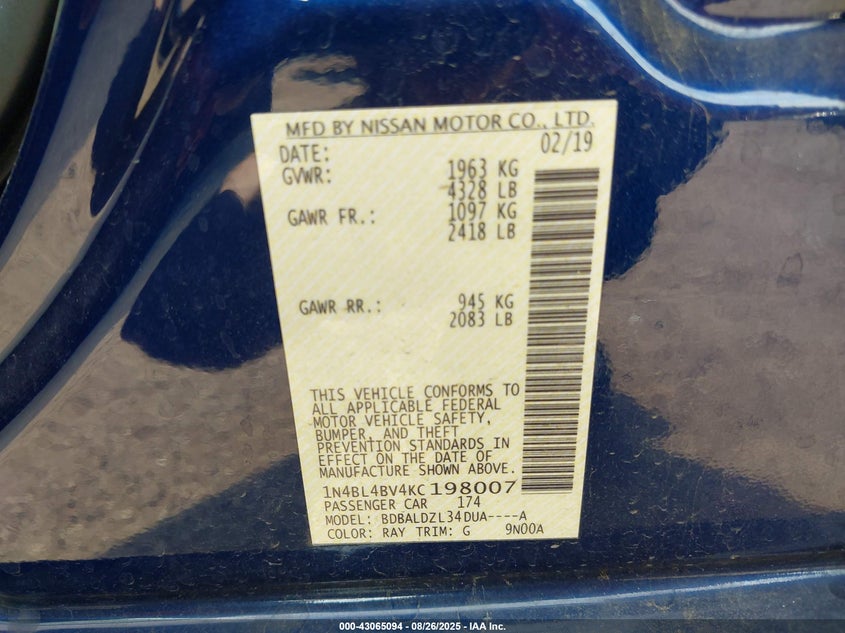 MFD BY NISSAN MOTOR CO., LTD.
DATE: 02/19
GVWR: 1963 KG
4328 LB
GAWR FR.: 1097 KG
2418 LB
GAWR RR.: 945 KG
2083 LB
THIS VEHICLE CONFORMS TO
ALL APPLICABLE FEDERAL
MOTOR VEHICLE SAFETY,
BUMPER, AND THEFT
PREVENTION STANDARDS IN
EFFECT ON THE DATE OF
MANUFACTURE SHOWN ABOVE.
1N4BL4BV4KC198007
PASSENGER CAR 174
MODEL: BDBALDZL34DUA----A
COLOR: RAY TRIM: G 9N00A
000-43065094 - 08/26/2025 - IAA Inc.